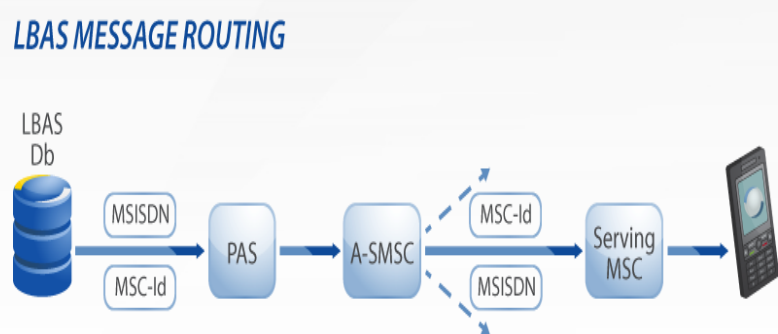 LBAS MESSAGE ROUTING
LBAS
Db
MSISDN
MSC-Id
PAS
A-SMSC
MSC-Id
MSISDN
Serving
MSC